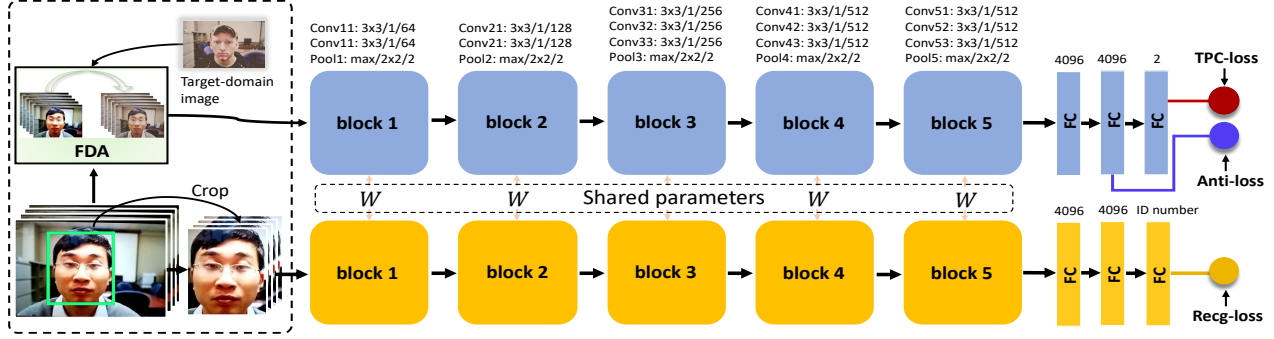 Target-domain
image
FDA
Crop
Conv11: 3x3/1/64
Conv11: 3x3/1/64
Pool1: max/2x2/2
Conv21: 3x3/1/128
Conv21: 3x3/1/128
Pool2: max/2x2/2
Conv31: 3x3/1/256
Conv32: 3x3/1/256
Conv33: 3x3/1/256
Pool3: max/2x2/2
Conv41: 3x3/1/512
Conv42: 3x3/1/512
Conv43: 3x3/1/512
Pool4: max/2x2/2
Conv51: 3x3/1/512
Conv52: 3x3/1/512
Conv53: 3x3/1/512
Pool5: max/2x2/2
block 1
block 2
block 3
block 4
block 5
4096
4096
2
FC
FC
FC
TPC-loss
Anti-loss
W
W
Shared parameters
W
W
block 1
block 2
block 3
block 4
block 5
4096
4096
ID number
FC
FC
FC
Recg-loss